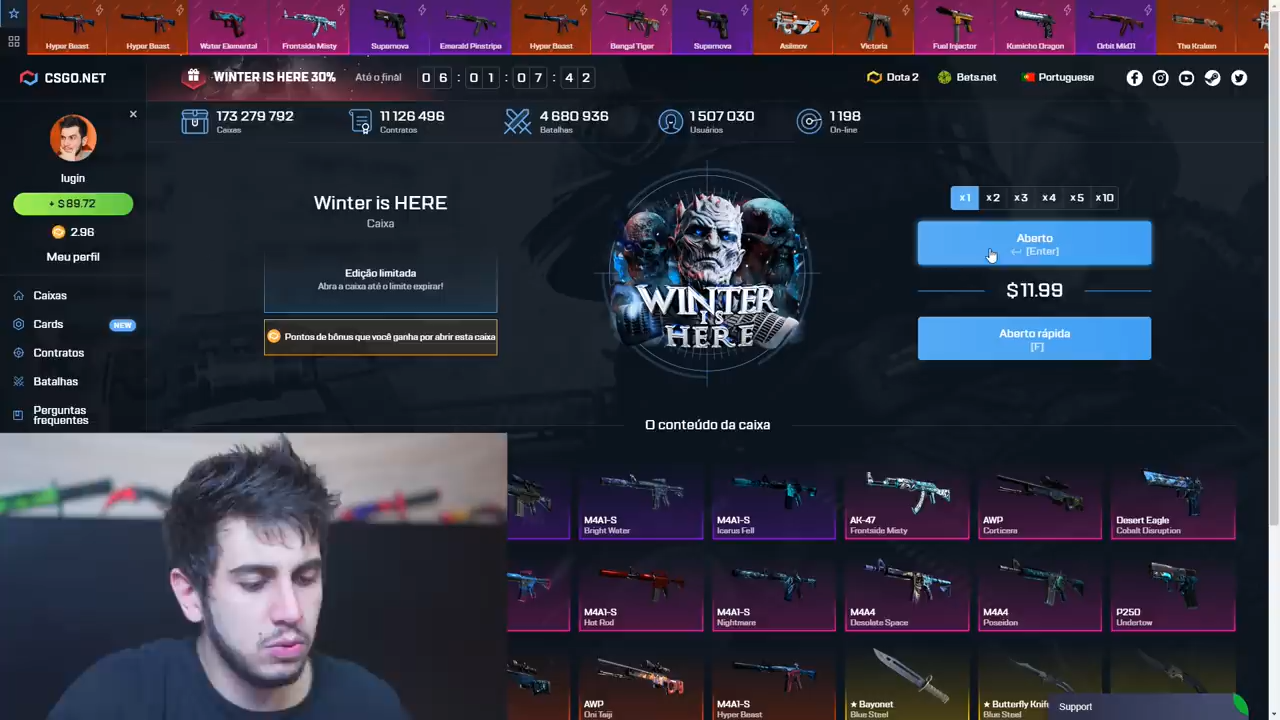 Hyper Beast
Hyper Beast
Water Elemental
Frontside Misty
Supernova
Emerald Pinstripe
Hyper Beast
Bengal Tiger
Supernova
Asiimov
Victoria
Fuel Injector
Kumicho Dragon
Orbit Mk01
The Kraken
CSGO.NET
WINTER IS HERE 30%
Até o final
0 6 : 0 1 : 0 7 : 4 2
Dota 2
Bets.net
Portuguese
173 279 792
Caixas
11 126 496
Contratos
4 680 936
Batalhas
1 507 030
Usuários
1 198
On-line
lugin
+ $ 89.72
2.96
Meu perfil
Caixas
Cards
NEW
Contratos
Batalhas
Perguntas
frequentes
Winter is HERE
Caixa
Edição limitada
Abra a caixa até o limite expirar!
Pontos de bônus que você ganha por abrir esta caixa
WINTER
IS
HERE
x1
x2
x3
x4
x5
x10
Aberto
[Enter]
$ 11.99
Aberto rápida
[F]
O conteúdo da caixa
M4A1-S
Bright Water
M4A1-S
Icarus Fell
AK-47
Frontside Misty
AWP
Corticera
Desert Eagle
Cobalt Disruption
M4A1-S
Hot Rod
M4A1-S
Nightmare
M4A4
Desolate Space
M4A4
Poseidon
P250
Undertow
AWP
Oni Taiji
M4A1-S
Hyper Beast
★ Bayonet
Blue Steel
★ Butterfly Knife
Blue Steel
Support